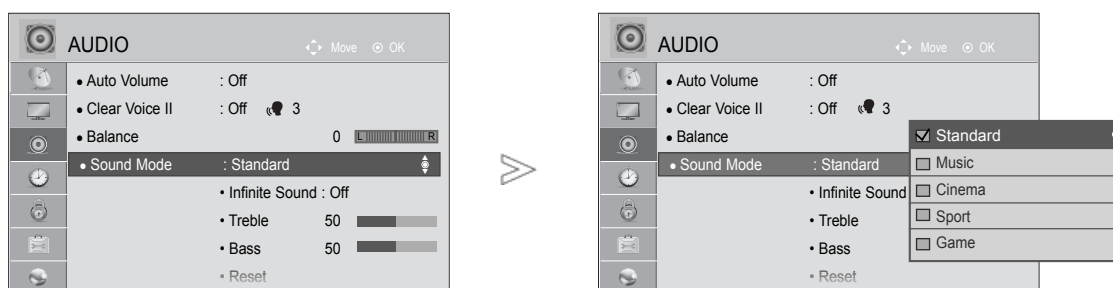 AUDIO Move OK
• Auto Volume : Off
• Clear Voice II : Off 3
• Balance 0 L R
• Sound Mode : Standard
• Infinite Sound : Off
• Treble 50
• Bass 50
• Reset
AUDIO Move OK
• Auto Volume : Off
• Clear Voice II : Off 3
• Balance
• Sound Mode : Standard
• Infinite Sound
• Treble
• Bass
• Reset
Standard
Music
Cinema
Sport
Game